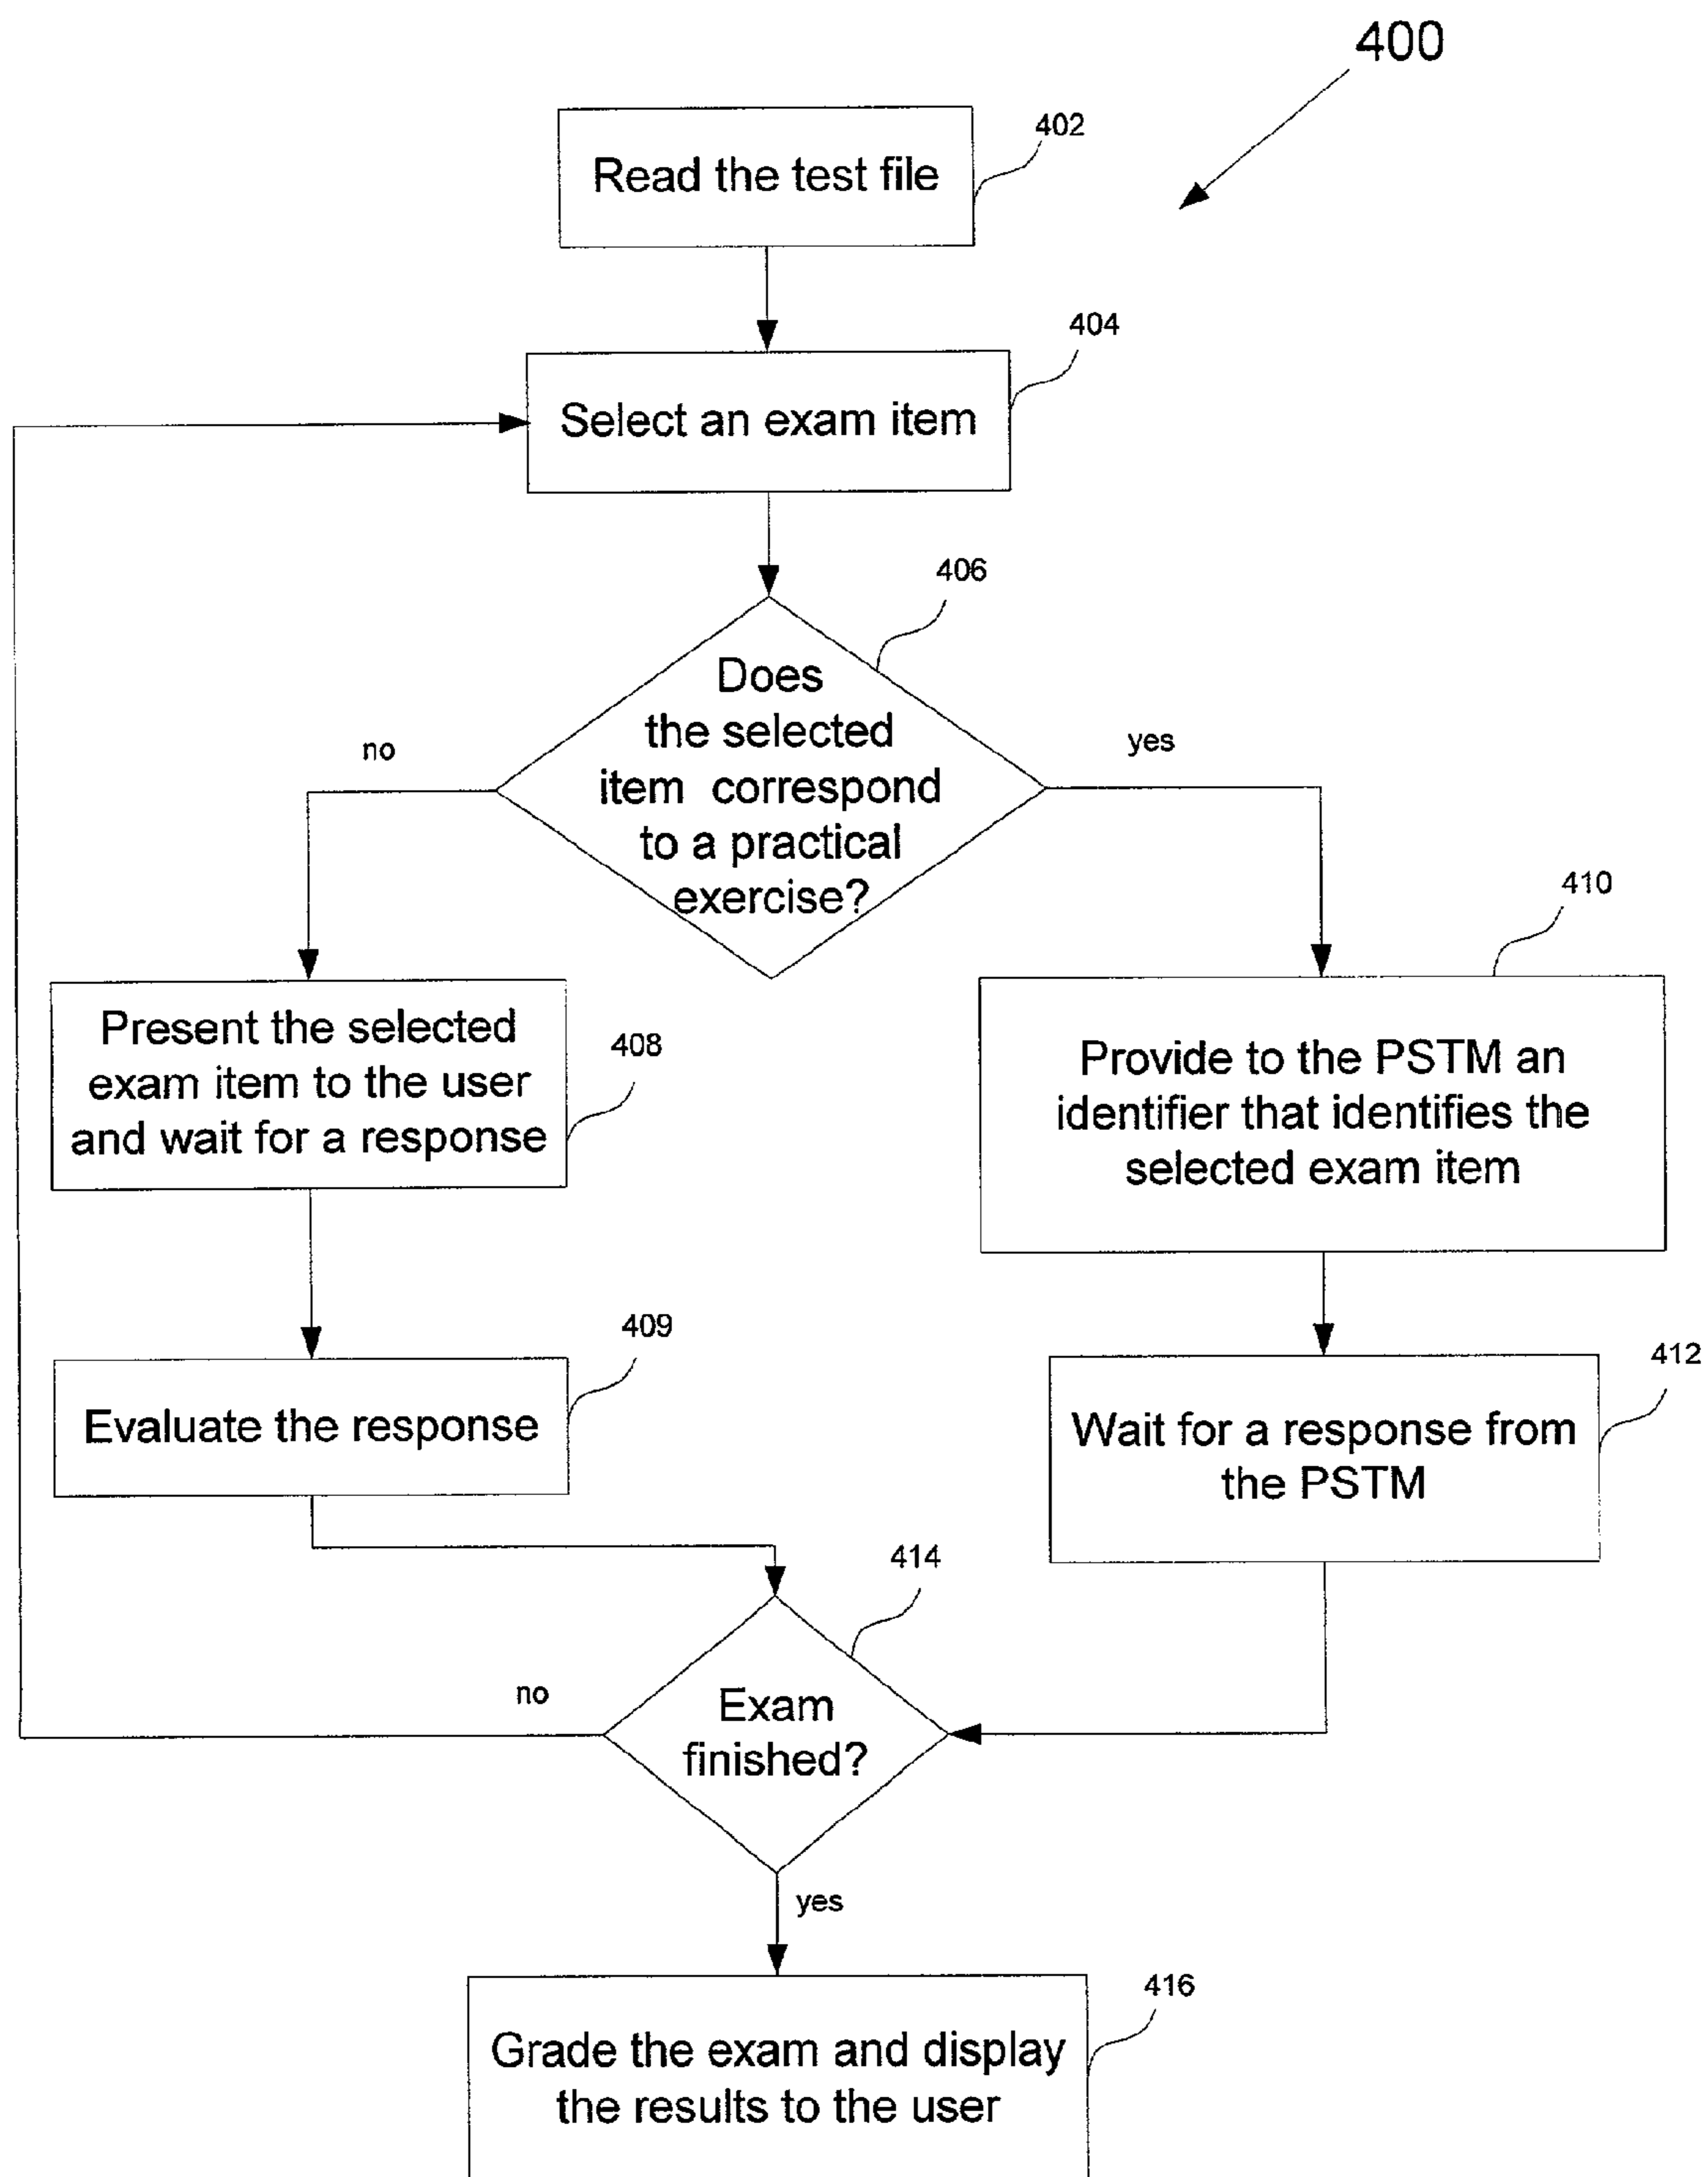 400
402
Read the test file
404
Select an exam item
406
Does
the selected
item correspond
to a practical
exercise?
no
yes
410
Present the selected
exam item to the user
and wait for a response
408
Provide to the PSTM an
identifier that identifies the
selected exam item
409
Evaluate the response
412
Wait for a response from
the PSTM
414
Exam
finished?
no
yes
416
Grade the exam and display
the results to the user